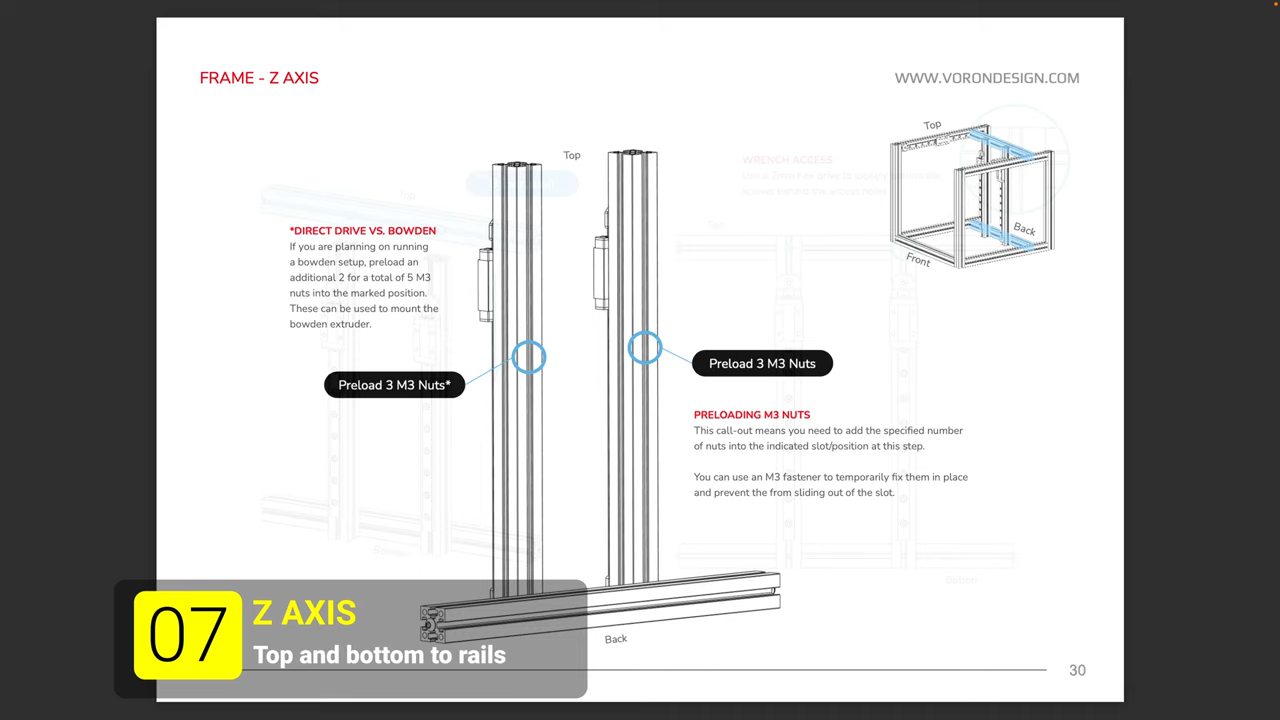 FRAME - Z AXIS
WWW.VORONDESIGN.COM
Top
Top
Top
WRENCH ACCESS
*DIRECT DRIVE VS. BOWDEN
If you are planning on running
a bowden setup, preload an
additional 2 for a total of 5 M3
nuts into the marked position.
These can be used to mount the
bowden extruder.
Back
Front
Preload 3 M3 Nuts*
Preload 3 M3 Nuts
PRELOADING M3 NUTS
This call-out means you need to add the specified number
of nuts into the indicated slot/position at this step.
You can use an M3 fastener to temporarily fix them in place
and prevent the from sliding out of the slot.
Bottom
07
Z AXIS
Top and bottom to rails
Back
30